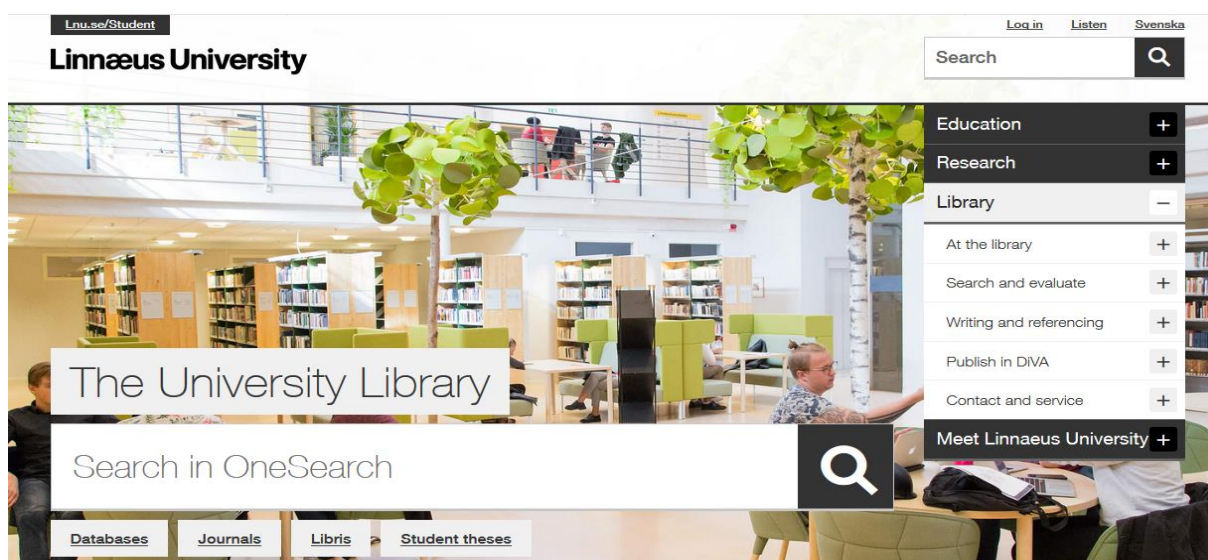 Lnu.se/Student
Log in Listen Svenska
Linnæus University
Search
Education
Research
Library
At the library
Search and evaluate
Writing and referencing
Publish in DiVA
Contact and service
Meet Linnaeus University
The University Library
Search in OneSearch
Databases Journals Libris Student theses